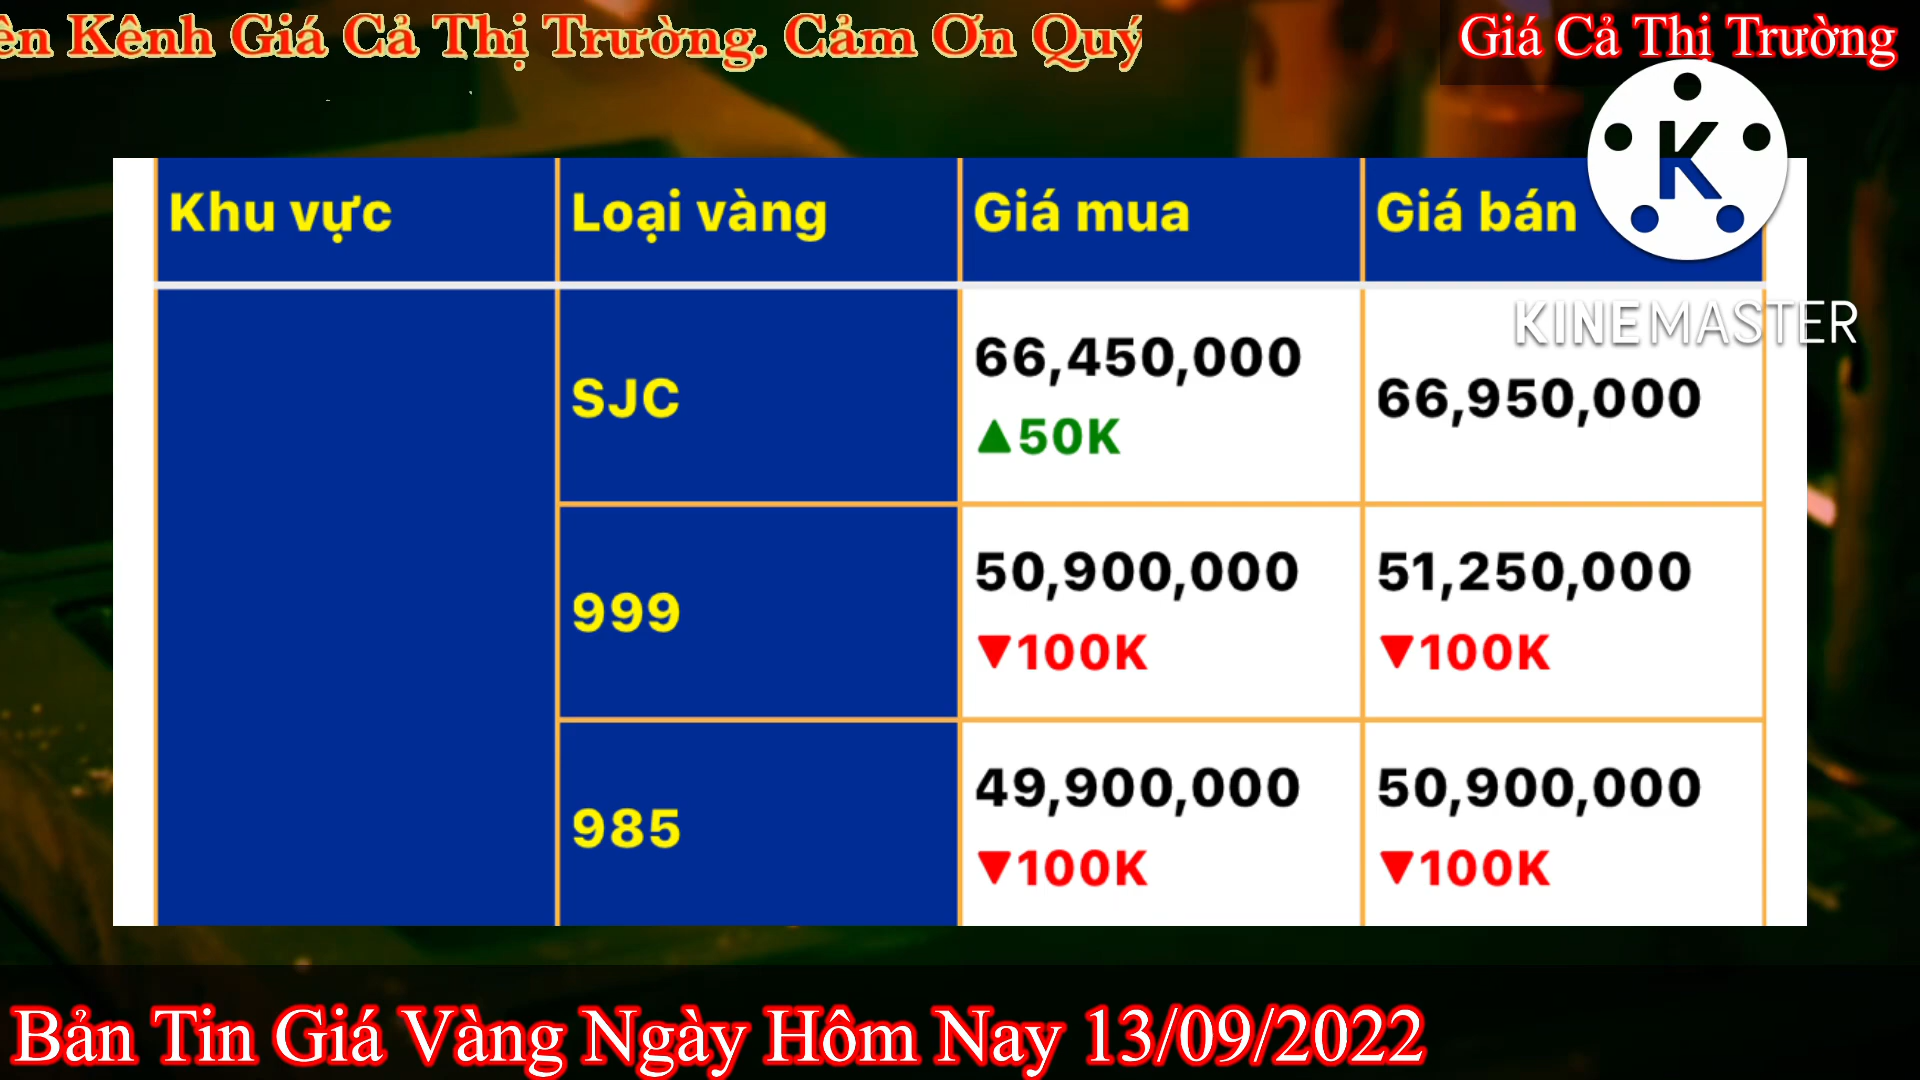 ên Kênh Giá Cả Thị Trường. Cảm Ơn Quý
Giá Cả Thị Trường
K
KINEMASTER
Khu vực Loại vàng Giá mua Giá bán
SJC 66,450,000 ▲50K 66,950,000
999 50,900,000 ▼100K 51,250,000 ▼100K
985 49,900,000 ▼100K 50,900,000 ▼100K
Bản Tin Giá Vàng Ngày Hôm Nay 13/09/2022